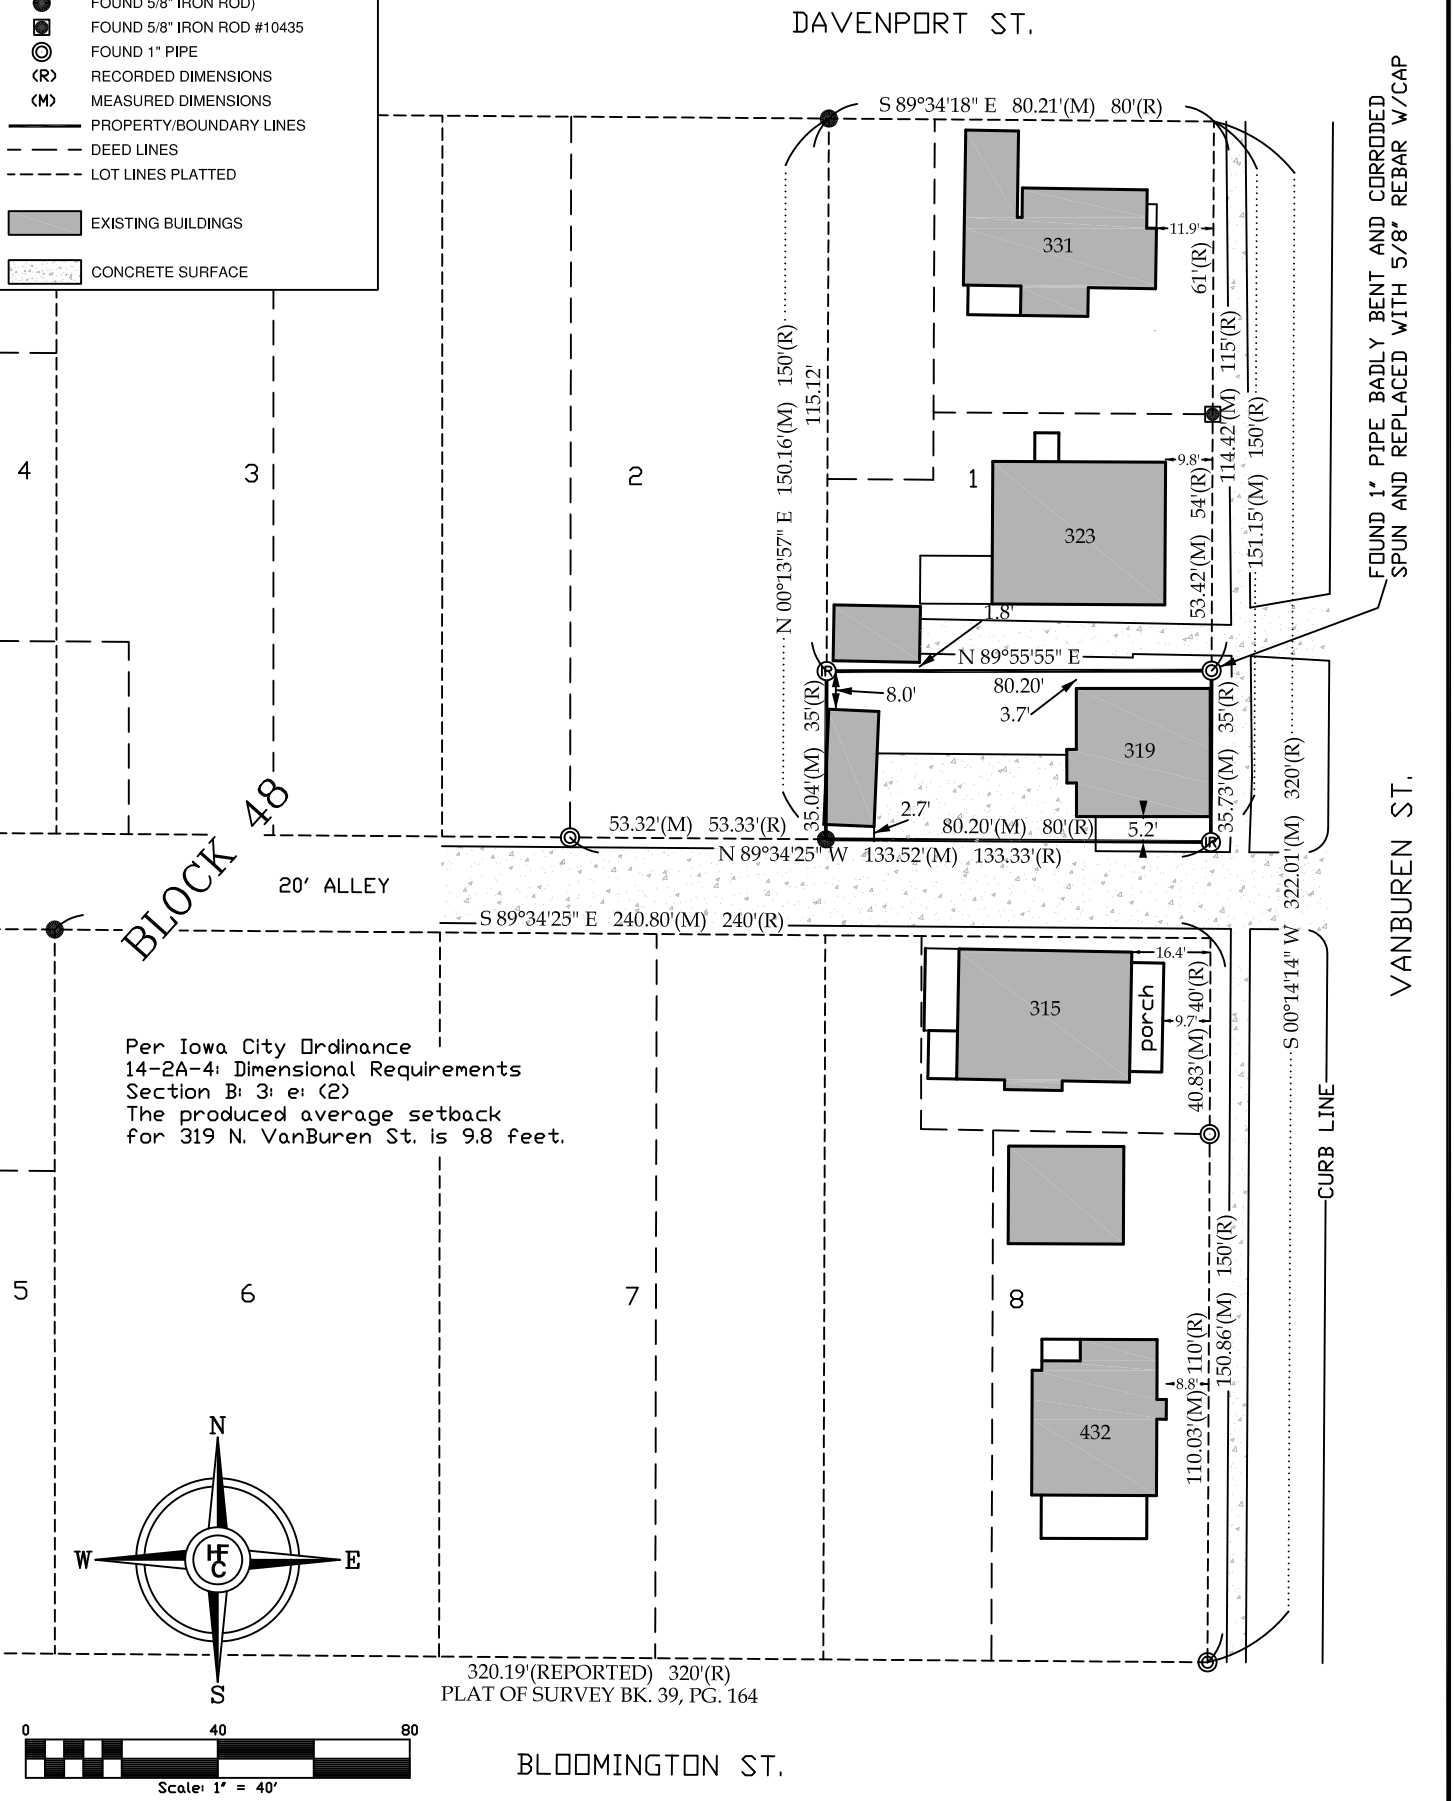 FOUND 5/8" IRON ROD)
FOUND 5/8" IRON ROD #10435
FOUND 1" PIPE
(R) RECORDED DIMENSIONS
(M) MEASURED DIMENSIONS
PROPERTY/BOUNDARY LINES
DEED LINES
LOT LINES PLATTED
EXISTING BUILDINGS
CONCRETE SURFACE
DAVENPORT ST.
S 89°34'18" E 80.21'(M) 80'(R)
FOUND 1" PIPE BADLY BENT AND CORRODED
SPUN AND REPLACED WITH 5/8" REBAR W/CAP
331
11.9'
61'(R)
114.42'(M) 115'(R)
151.15'(M) 150'(R)
N 00°13'57" E 150.16'(M) 150'(R)
115.12'
4
3
2
1
9.8'
323
53.42'(M) 54'(R)
1.8'
N 89°55'55" E
80.20'
IR
8.0'
3.7'
35.04'(M) 35'(R)
319
35.73'(M) 35'(R)
2.7'
5.2'
53.32'(M) 53.33'(R)
80.20'(M) 80'(R)
IR
N 89°34'25" W 133.52'(M) 133.33'(R)
S 00°14'14" W 322.01'(M) 320'(R)
VANBUREN ST.
BLOCK 48
20' ALLEY
S 89°34'25" E 240.80'(M) 240'(R)
16.4'
315
porch
9.7'
40.83'(M) 40'(R)
Per Iowa City Ordinance
14-2A-4: Dimensional Requirements
Section B: 3: e: (2)
The produced average setback
for 319 N. VanBuren St. is 9.8 feet.
CURB LINE
5
6
7
8
150.86'(M) 150'(R)
110.03'(M) 110'(R)
8.8'
432
N
W
E
S
HFC
320.19'(REPORTED) 320'(R)
PLAT OF SURVEY BK. 39, PG. 164
0 40 80
Scale: 1" = 40'
BLOOMINGTON ST.